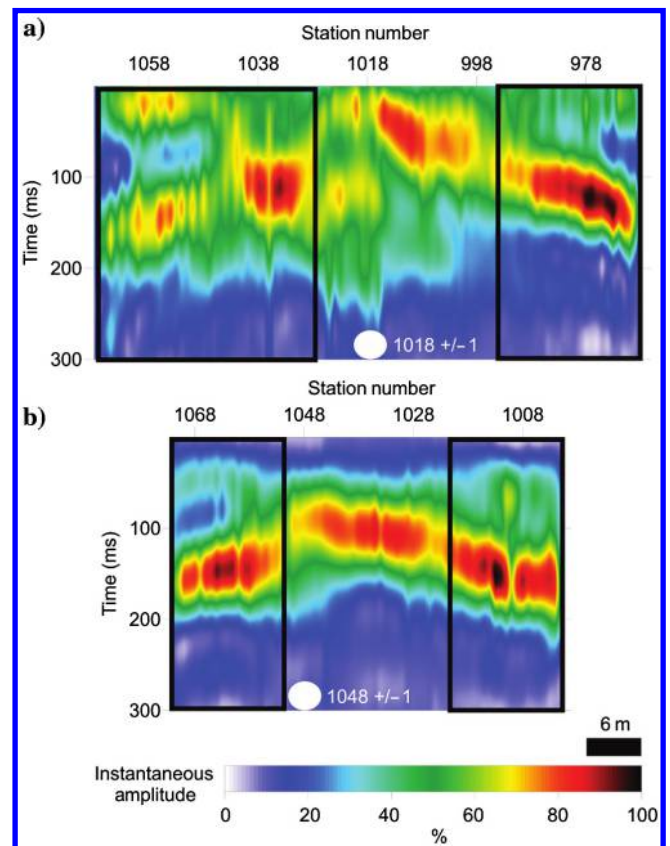 a)
Station number
1058 1038 1018 998 978
Time (ms)
100
200
300
1018 +/− 1
Station number
b)
1068 1048 1028 1008
Time (ms)
100
200
300
1048 +/− 1
6 m
Instantaneous
amplitude
0 20 40 60 80 100
%